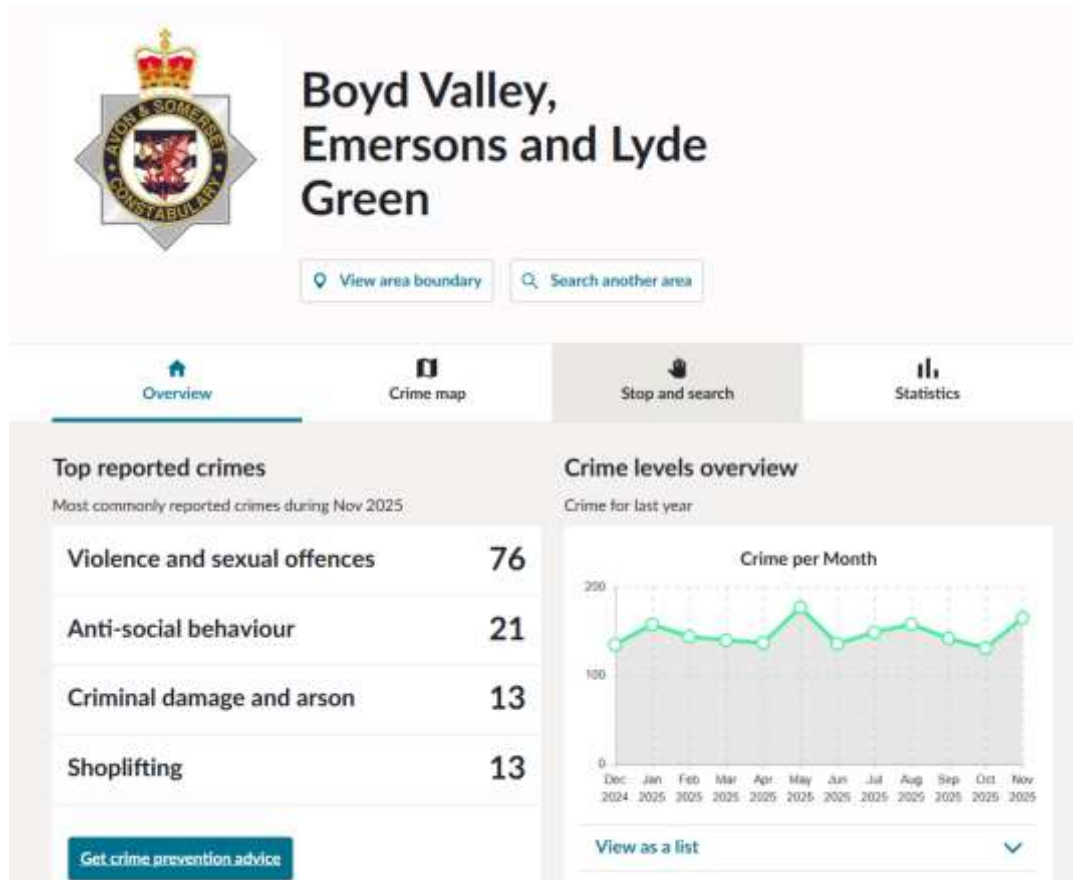 AVON & SOMERSET
CONSTABULARY
Boyd Valley,
Emersons and Lyde
Green
View area boundary
Search another area
Overview
Crime map
Stop and search
Statistics
Top reported crimes
Most commonly reported crimes during Nov 2025
Violence and sexual offences 76
Anti-social behaviour 21
Criminal damage and arson 13
Shoplifting 13
Get crime prevention advice
Crime levels overview
Crime for last year
Crime per Month
200
100
0
Dec Jan Feb Mar Apr May Jun Jul Aug Sep Oct Nov
2024 2025 2025 2025 2025 2025 2025 2025 2025 2025 2025 2025
View as a list